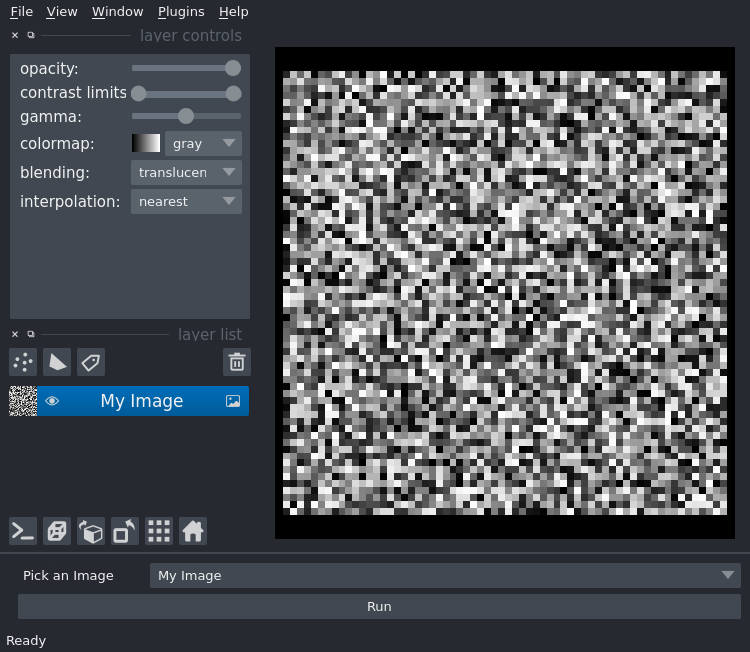 File View Window Plugins Help
layer controls
opacity:
contrast limits
gamma:
colormap: gray
blending: translucen
interpolation: nearest
layer list
My Image
Pick an Image My Image
Run
Ready